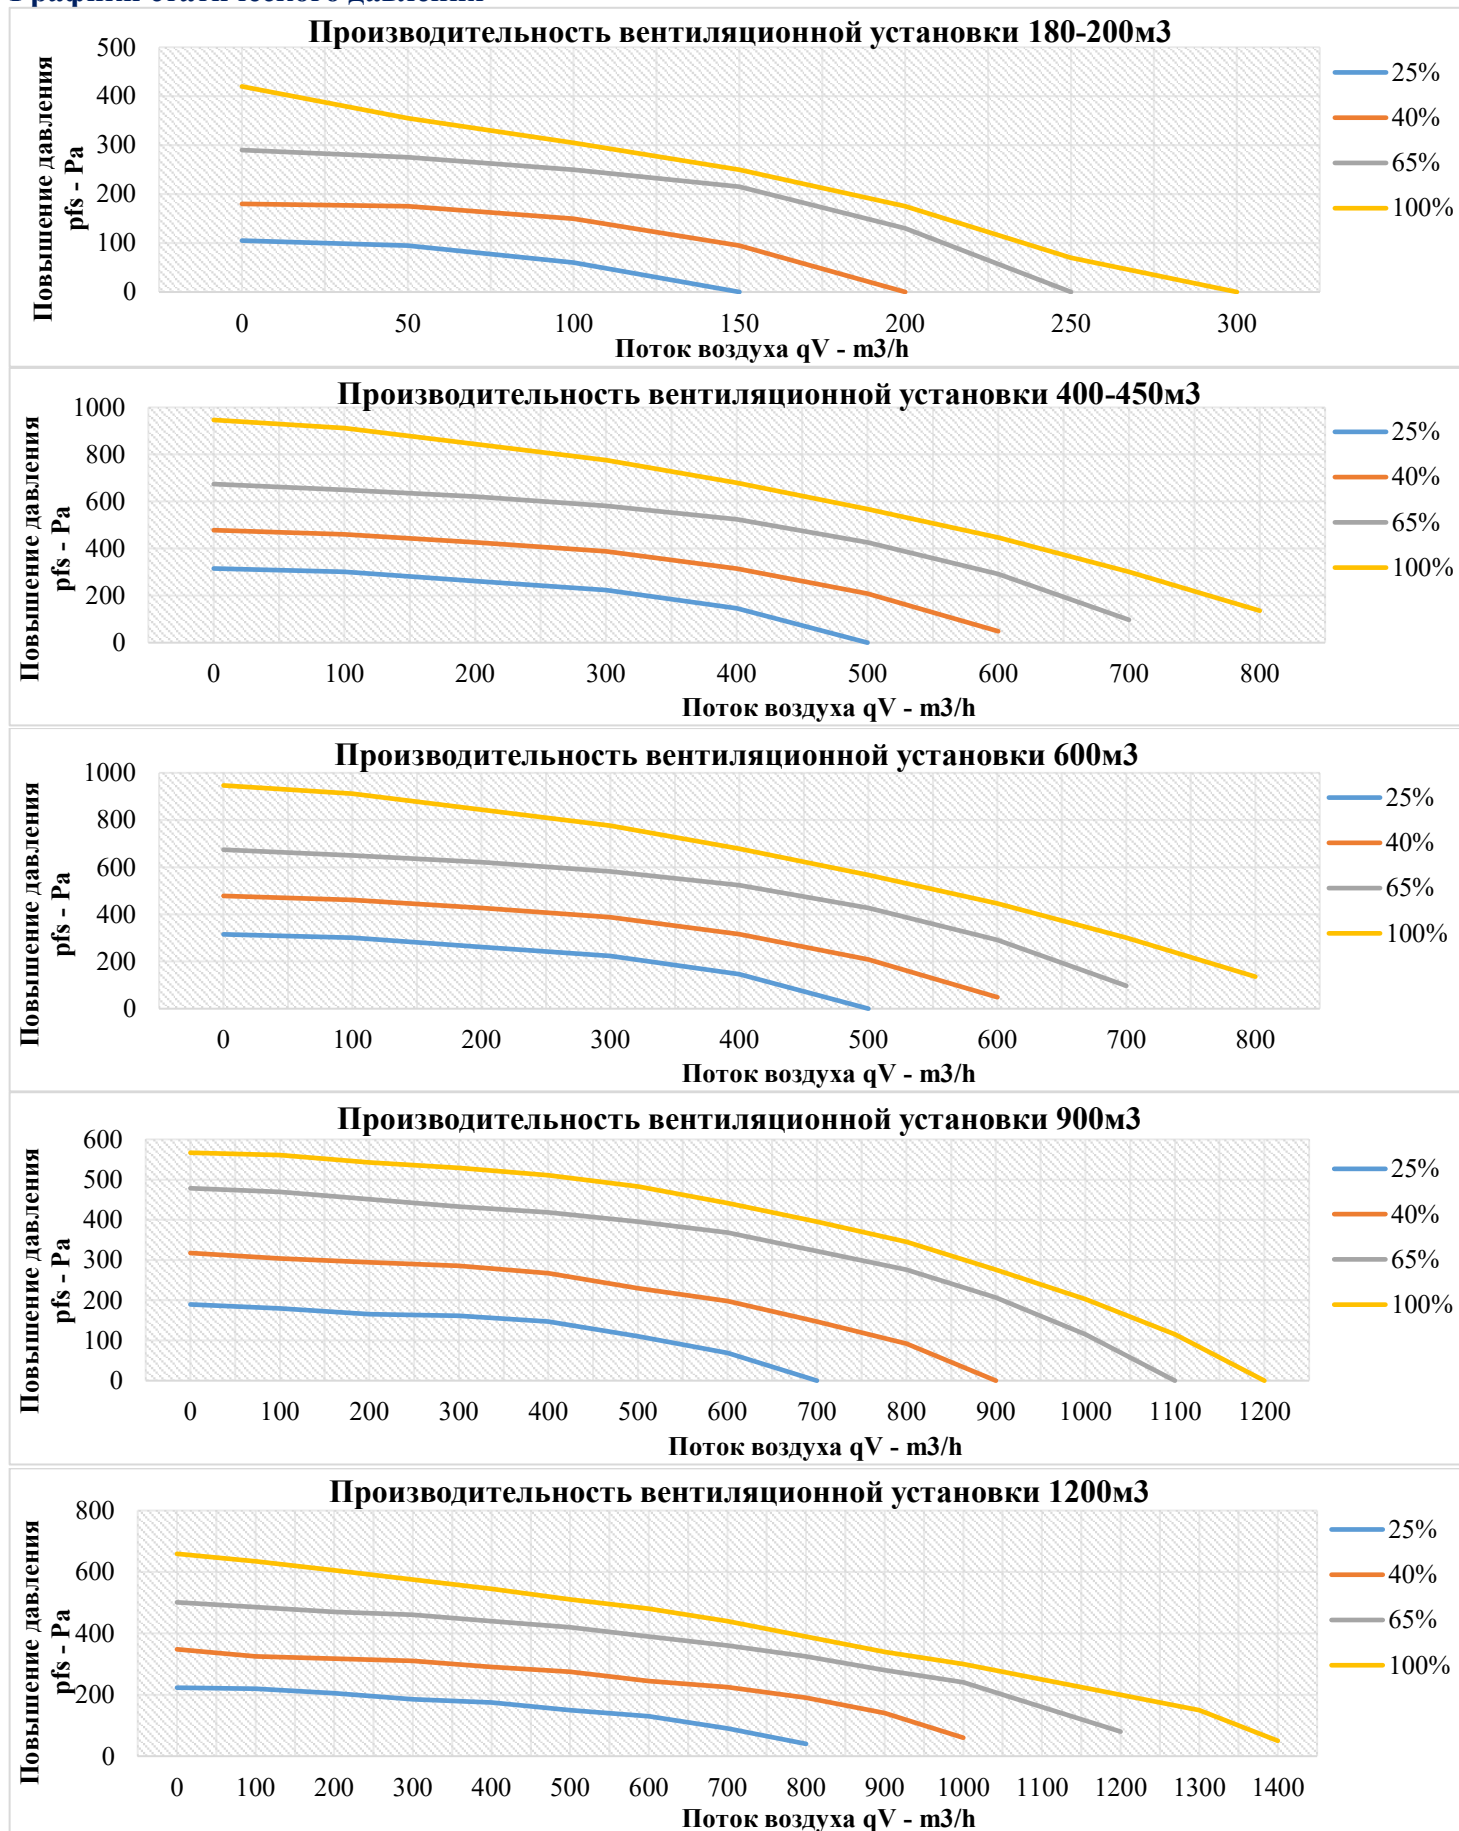 Графики статического давления
Производительность вентиляционной установки 180-200м3
Повышение давления
pfs - Pa
500
400
300
200
100
0
0 50 100 150 200 250 300
Поток воздуха qV - m3/h
25%
40%
65%
100%
Производительность вентиляционной установки 400-450м3
Повышение давления
pfs - Pa
1000
800
600
400
200
0
0 100 200 300 400 500 600 700 800
Поток воздуха qV - m3/h
25%
40%
65%
100%
Производительность вентиляционной установки 600м3
Повышение давления
pfs - Pa
1000
800
600
400
200
0
0 100 200 300 400 500 600 700 800
Поток воздуха qV - m3/h
25%
40%
65%
100%
Производительность вентиляционной установки 900м3
Повышение давления
pfs - Pa
600
500
400
300
200
100
0
0 100 200 300 400 500 600 700 800 900 1000 1100 1200
Поток воздуха qV - m3/h
25%
40%
65%
100%
Производительность вентиляционной установки 1200м3
Повышение давления
pfs - Pa
800
600
400
200
0
0 100 200 300 400 500 600 700 800 900 1000 1100 1200 1300 1400
Поток воздуха qV - m3/h
25%
40%
65%
100%